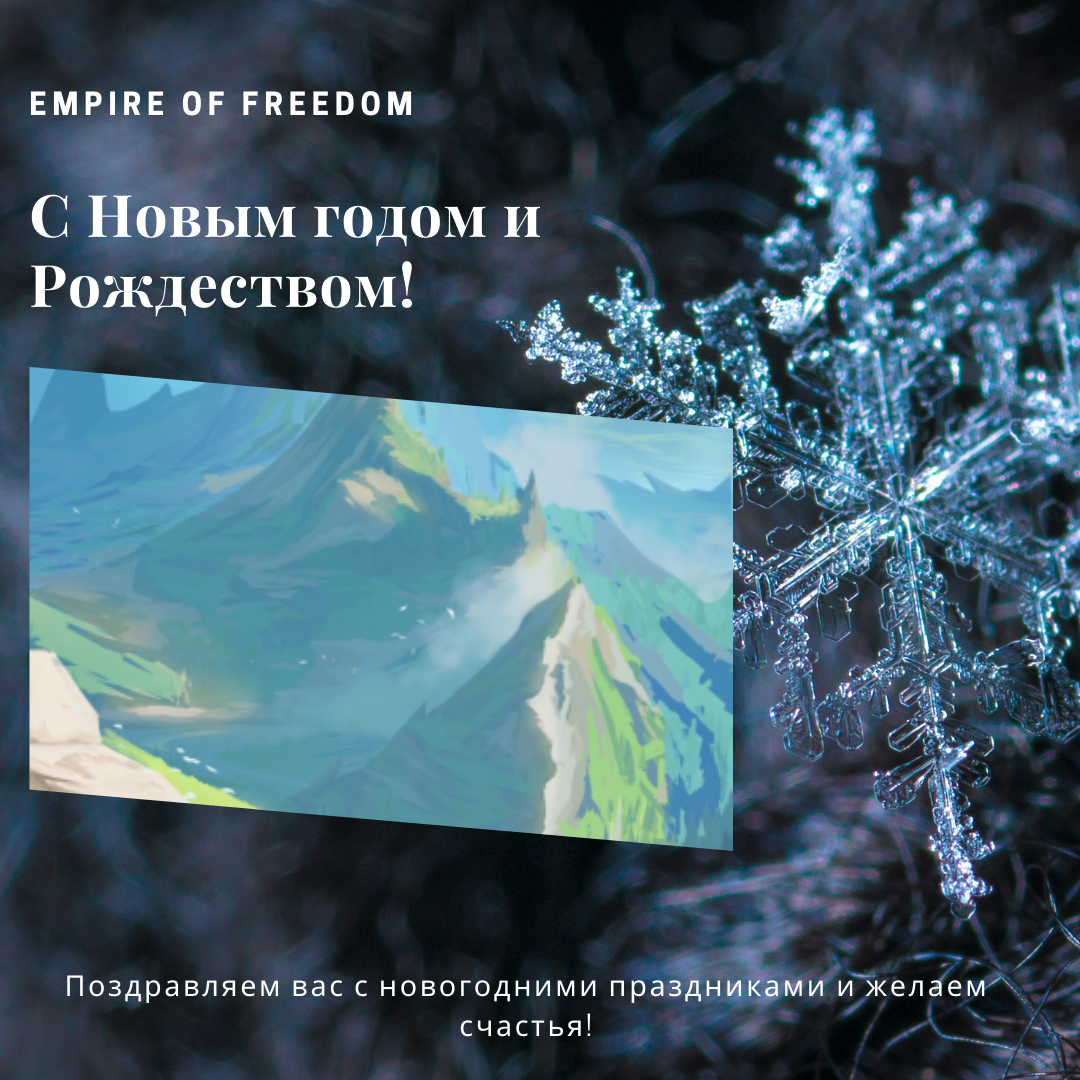 EMPIRE OF FREEDOM
С Новым годом и
Рождеством!
Поздравляем вас с новогодними праздниками и желаем
счастья!